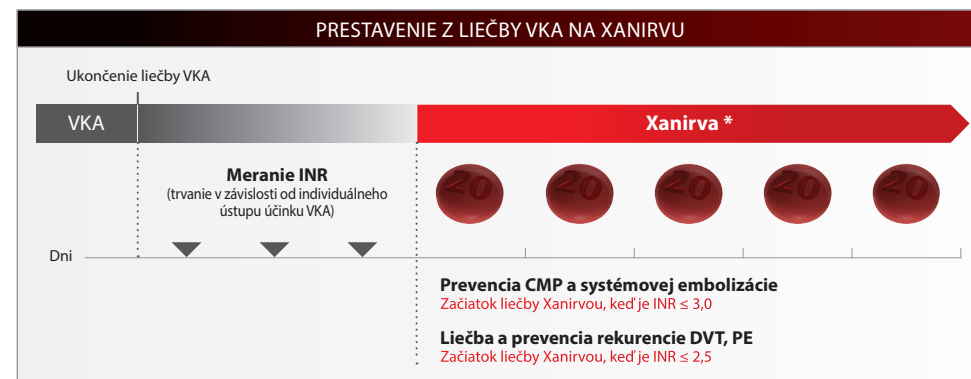 PRESTAVENIE Z LIEČBY VKA NA XANIRVU
Ukončenie liečby VKA
VKA
Xanirva *
Meranie INR
(trvanie v závislosti od individuálneho
ústupu účinku VKA)
20 20 20 20 20
Dni
Prevencia CMP a systémovej embolizácie
Začiatok liečby Xanirvou, keď je INR ≤ 3,0
Liečba a prevencia rekurencie DVT, PE
Začiatok liečby Xanirvou, keď je INR ≤ 2,5